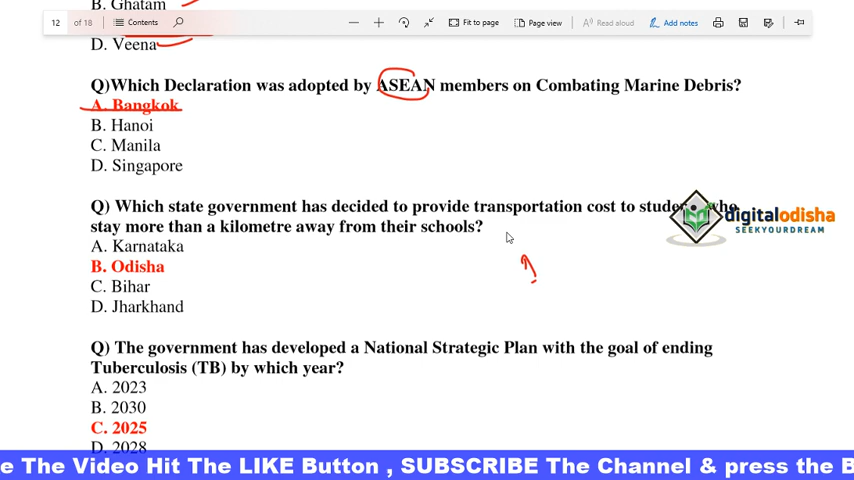 B. Ghatam
12 of 18
Contents
Fit to page
Page view
Read aloud
Add notes
D. Veena
Q)Which Declaration was adopted by ASEAN members on Combating Marine Debris?
A. Bangkok
B. Hanoi
C. Manila
D. Singapore
Q) Which state government has decided to provide transportation cost to who
stay more than a kilometre away from their schools?
digitalodisha
SEEKYOURDREAM
A. Karnataka
B. Odisha
C. Bihar
D. Jharkhand
Q) The government has developed a National Strategic Plan with the goal of ending
Tuberculosis (TB) by which year?
A. 2023
B. 2030
C. 2025
D. 2028
e The Video Hit The LIKE Button , SUBSCRIBE The Channel & press the B